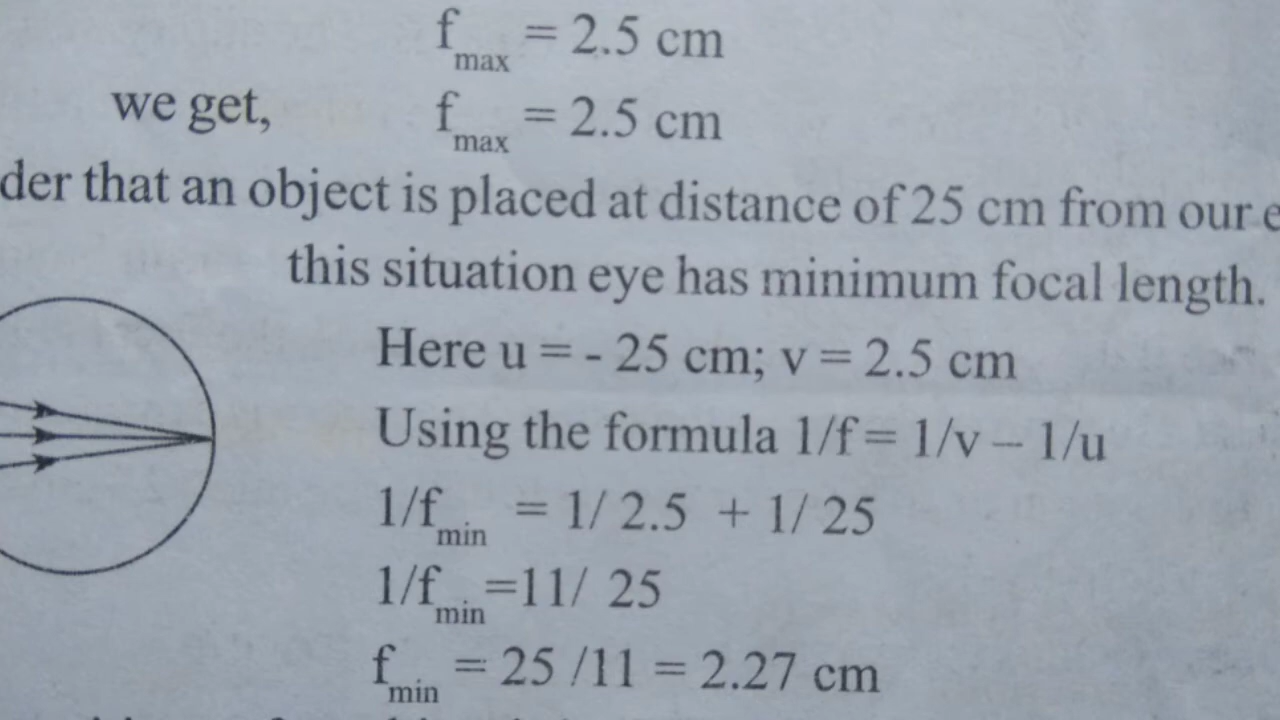 f max = 2.5 cm
we get, f max = 2.5 cm
der that an object is placed at distance of 25 cm from our e
this situation eye has minimum focal length.
Here u = - 25 cm; v = 2.5 cm
Using the formula 1/f = 1/v – 1/u
1/f min = 1/ 2.5 + 1/ 25
1/f min =11/ 25
f min = 25 /11 = 2.27 cm